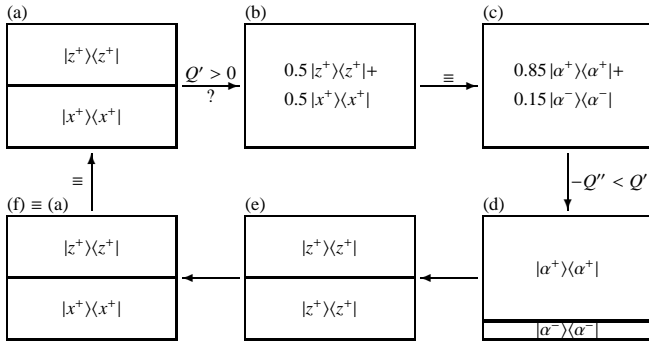 (a)
|z⁺⟩⟨z⁺|
|x⁺⟩⟨x⁺|
Q′ > 0
?
(b)
0.5 |z⁺⟩⟨z⁺|+
0.5 |x⁺⟩⟨x⁺|
≡
(c)
0.85 |α⁺⟩⟨α⁺|+
0.15 |α⁻⟩⟨α⁻|
≡
−Q″ < Q′
(f) ≡ (a)
|z⁺⟩⟨z⁺|
|x⁺⟩⟨x⁺|
(e)
|z⁺⟩⟨z⁺|
|z⁺⟩⟨z⁺|
(d)
|α⁺⟩⟨α⁺|
|α⁻⟩⟨α⁻|